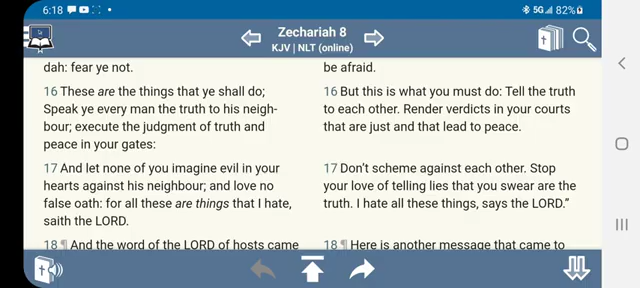 6:18
5G 82%
Zechariah 8
KJV | NLT (online)
dah: fear ye not.
16 These are the things that ye shall do;
Speak ye every man the truth to his neigh-
bour; execute the judgment of truth and
peace in your gates:
17 And let none of you imagine evil in your
hearts against his neighbour; and love no
false oath: for all these are things that I hate,
saith the LORD.
18 ¶ And the word of the LORD of hosts came
be afraid.
16 But this is what you must do: Tell the truth
to each other. Render verdicts in your courts
that are just and that lead to peace.
17 Don't scheme against each other. Stop
your love of telling lies that you swear are the
truth. I hate all these things, says the LORD.”
18 ¶ Here is another message that came to